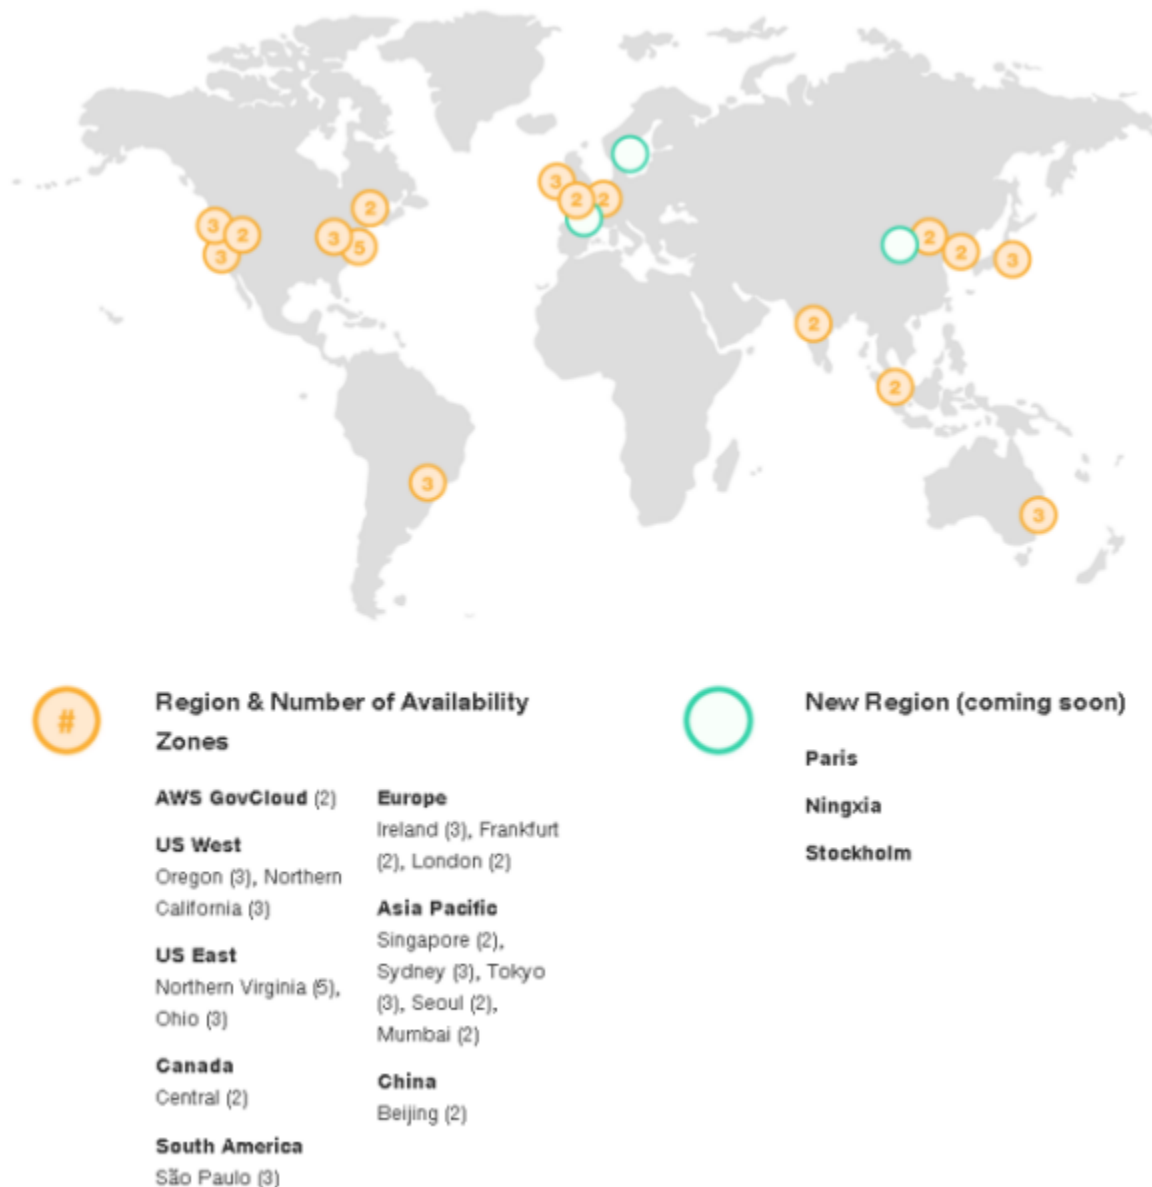 3
2
2
2
3
2
3
3
5
2
2
3
3
2
2
3
3
#
Region & Number of Availability
Zones
AWS GovCloud (2)
US West
Oregon (3), Northern
California (3)
US East
Northern Virginia (5),
Ohio (3)
Canada
Central (2)
South America
São Paulo (3)
Europe
Ireland (3), Frankfurt
(2), London (2)
Asia Pacific
Singapore (2),
Sydney (3), Tokyo
(3), Seoul (2),
Mumbai (2)
China
Beijing (2)
New Region (coming soon)
Paris
Ningxia
Stockholm